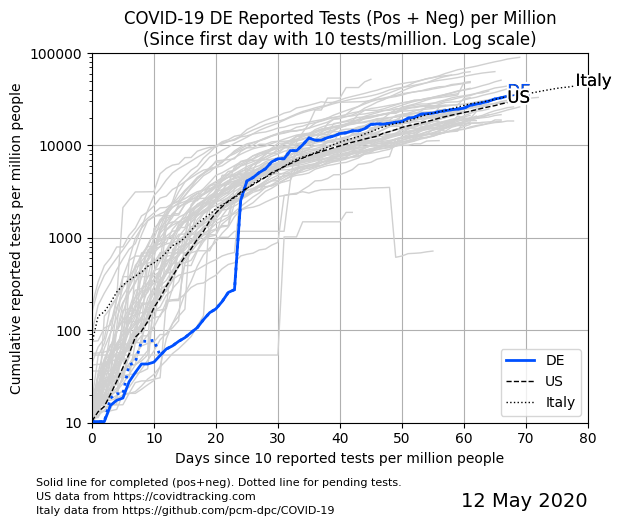 COVID-19 DE Reported Tests (Pos + Neg) per Million
(Since first day with 10 tests/million. Log scale)
Cumulative reported tests per million people
100000
10000
1000
100
10
DE
US
Italy
DE
US
Italy
0 10 20 30 40 50 60 70 80
Days since 10 reported tests per million people
Solid line for completed (pos+neg). Dotted line for pending tests.
US data from https://covidtracking.com
Italy data from https://github.com/pcm-dpc/COVID-19
12 May 2020